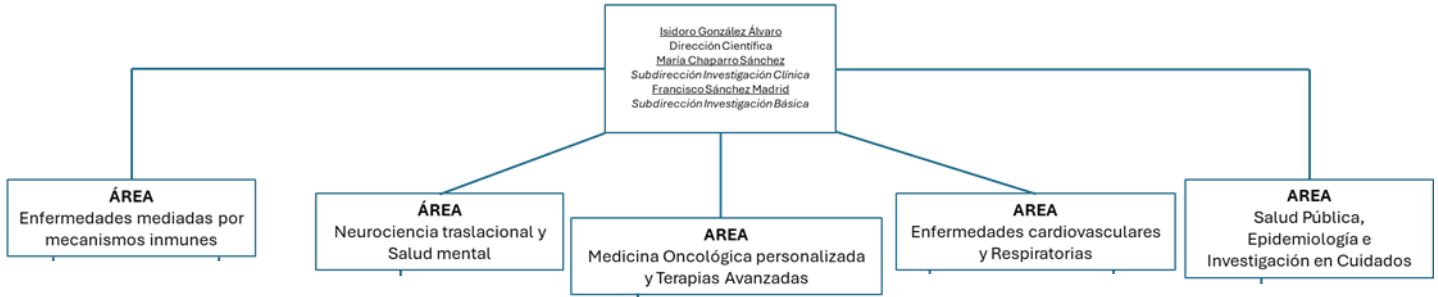 Isidoro González Álvaro
Dirección Científica
María Chaparro Sánchez
Subdirección Investigación Clínica
Francisco Sánchez Madrid
Subdirección Investigación Básica
ÁREA
Enfermedades mediadas por
mecanismos inmunes
ÁREA
Neurociencia traslacional y
Salud mental
AREA
Medicina Oncológica personalizada
y Terapias Avanzadas
AREA
Enfermedades cardiovasculares
y Respiratorias
AREA
Salud Pública,
Epidemiología e
Investigación en Cuidados